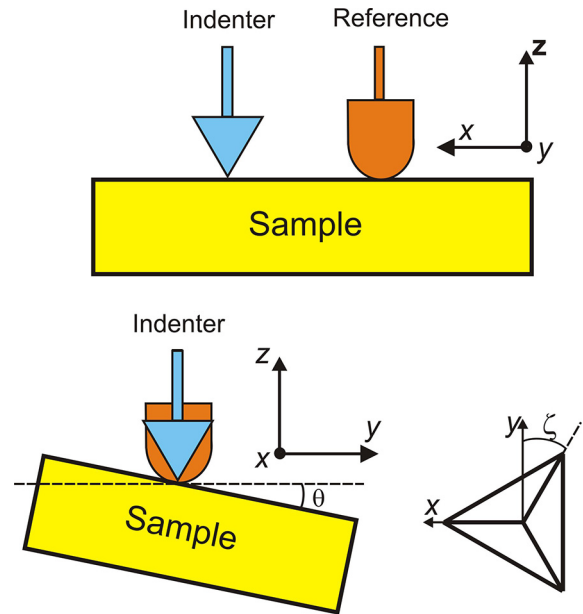 Indenter
Reference
z
x
y
Sample
Indenter
z
y
x
θ
Sample
y
ζ
x